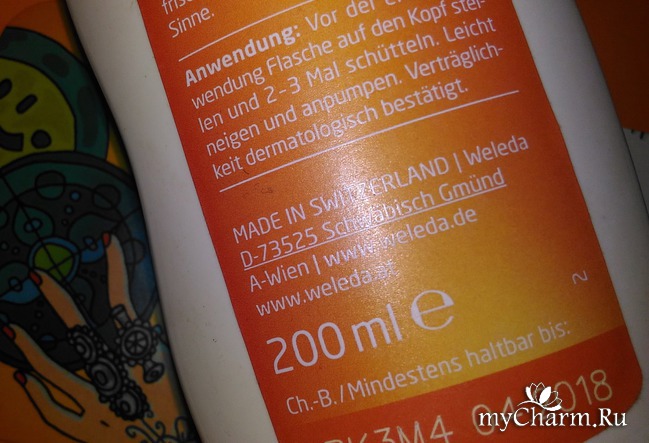 Sinne.
Anwendung: Vor der
wendung Flasche auf den Kopf stel-
len und 2-3 Mal schütteln. Leicht
neigen und anpumpen. Verträglich-
keit dermatologisch bestätigt.
MADE IN SWITZERLAND | Weleda
D-73525 Schwäbisch Gmünd
A-Wien | www.weleda.de
www.weleda.at
200 ml e
Ch.-B./Mindestens haltbar bis:
K3M4 2018
myCharm.Ru